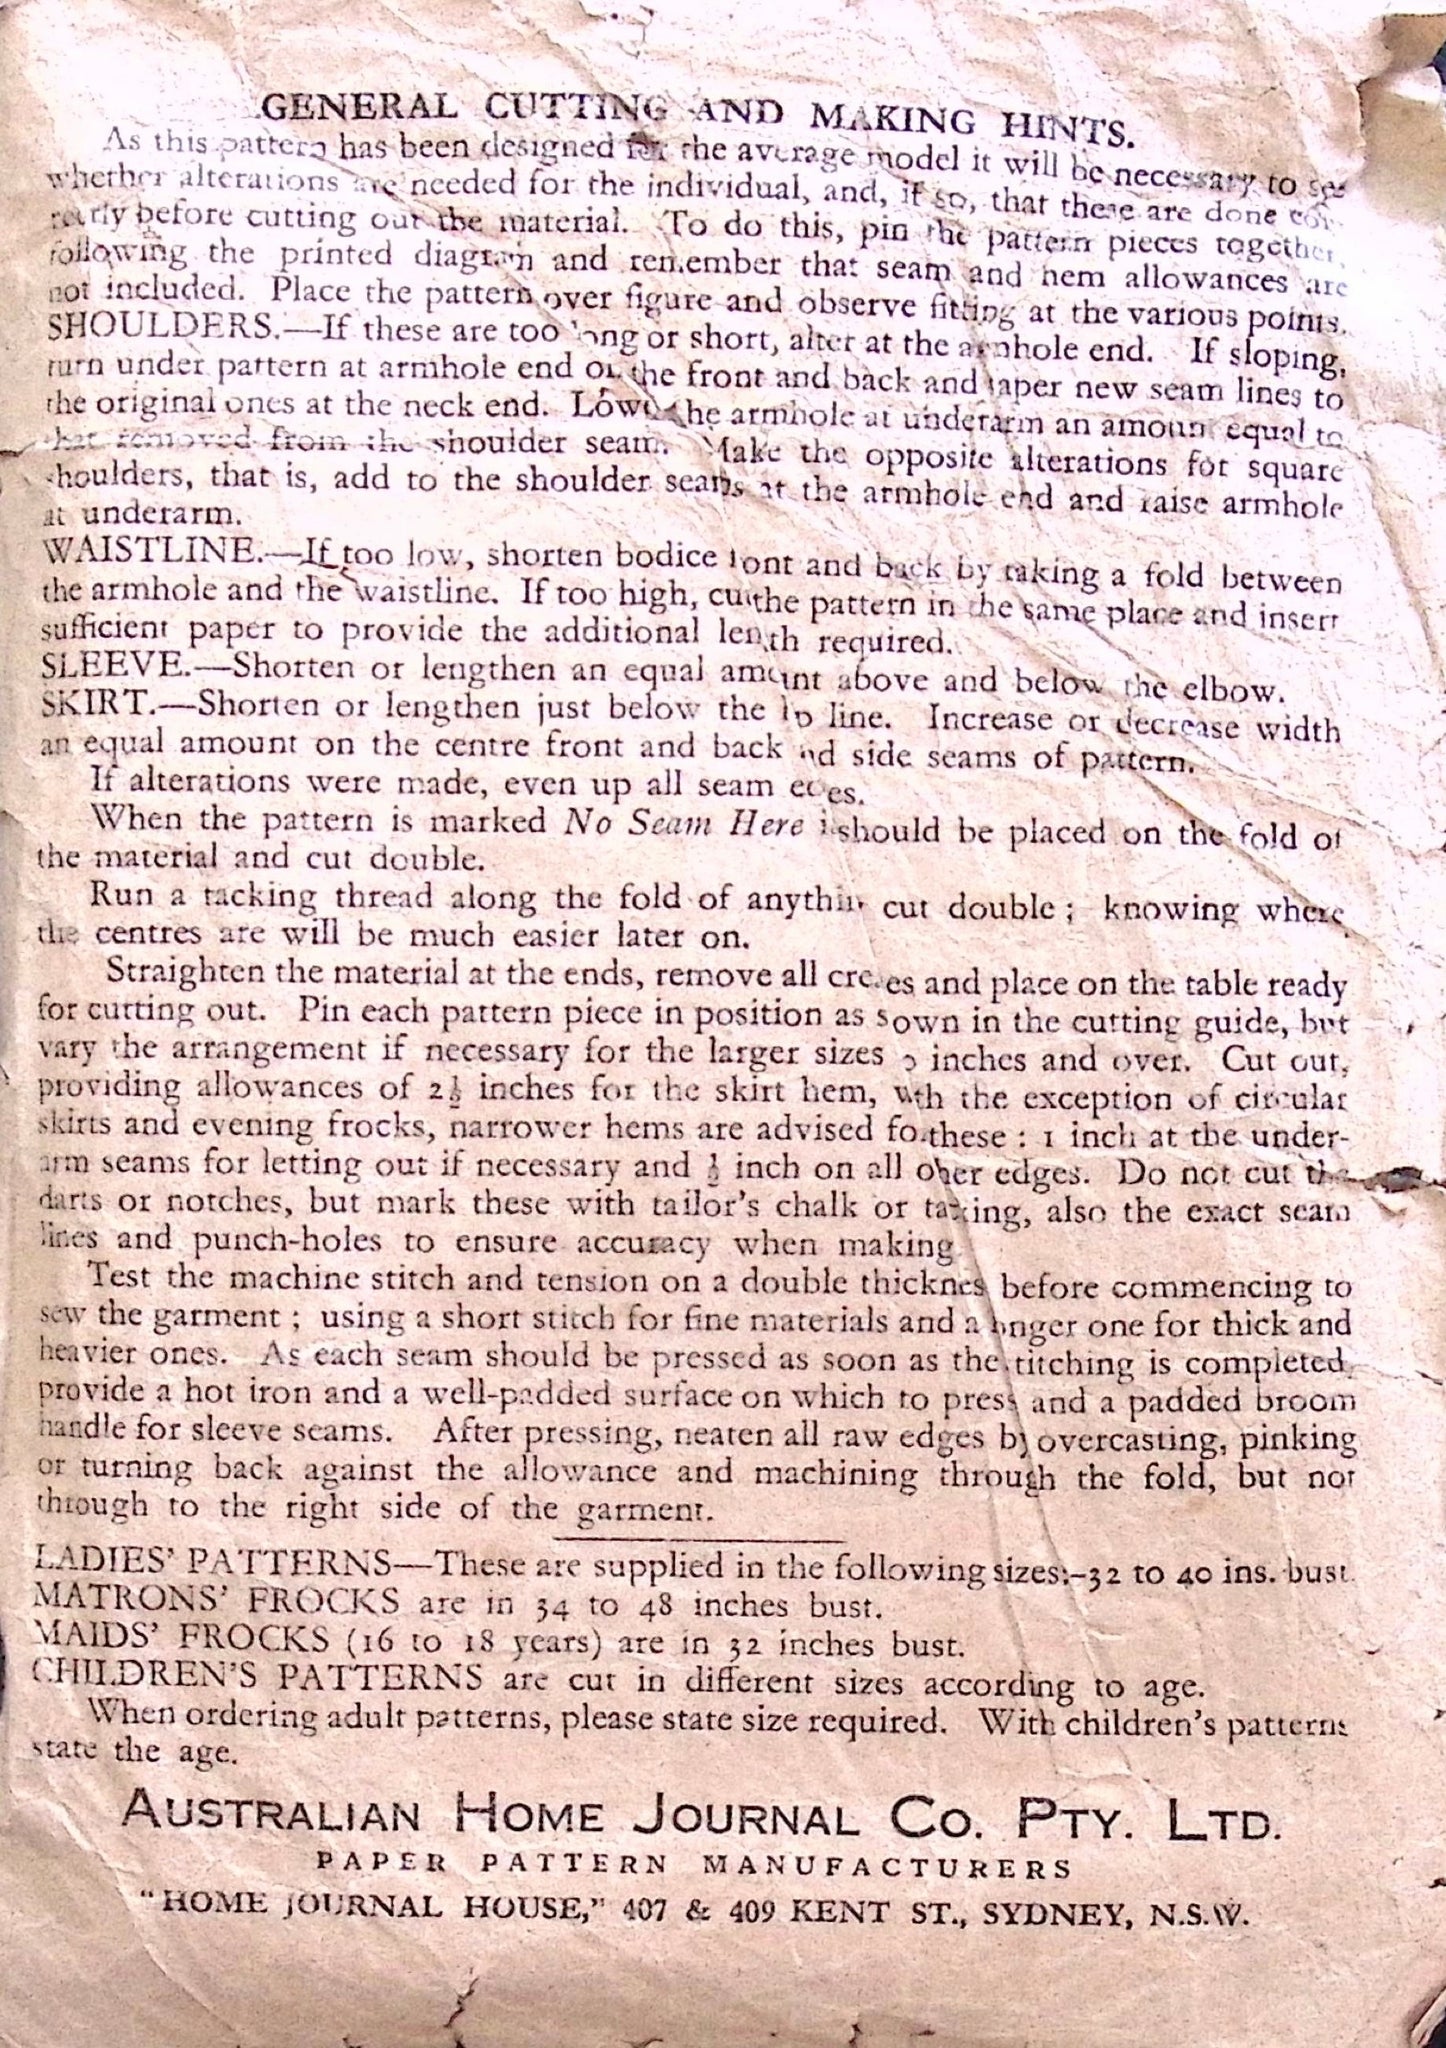 GENERAL CUTTING AND MAKING HINTS.
As this pattern has been designed for the average model it will be necessary to see
whether alterations are needed for the individual, and, if so, that these are done cor-
rectly before cutting out the material. To do this, pin the pattern pieces together,
following the printed diagram and remember that seam and hem allowances are
not included. Place the pattern over figure and observe fitting at the various points.
SHOULDERS.—If these are too long or short, alter at the armhole end. If sloping,
turn under pattern at armhole end on the front and back and taper new seam lines to
the original ones at the neck end. Lower the armhole at underarm an amount equal to
that removed from the shoulder seam. Make the opposite alterations for square
shoulders, that is, add to the shoulder seams at the armhole end and raise armhole
at underarm.
WAISTLINE.—If too low, shorten bodice front and back by taking a fold between
the armhole and the waistline. If too high, cut the pattern in the same place and insert
sufficient paper to provide the additional length required.
SLEEVE.—Shorten or lengthen an equal amount above and below the elbow.
SKIRT.—Shorten or lengthen just below the hip line. Increase or decrease width
an equal amount on the centre front and back and side seams of pattern.
If alterations were made, even up all seam edges.
When the pattern is marked No Seam Here it should be placed on the fold of
the material and cut double.
Run a tacking thread along the fold of anything cut double; knowing where
the centres are will be much easier later on.
Straighten the material at the ends, remove all creases and place on the table ready
for cutting out. Pin each pattern piece in position as shown in the cutting guide, but
vary the arrangement if necessary for the larger sizes inches and over. Cut out,
providing allowances of 2½ inches for the skirt hem, with the exception of circular
skirts and evening frocks, narrower hems are advised for these: 1 inch at the under-
arm seams for letting out if necessary and ½ inch on all other edges. Do not cut the
darts or notches, but mark these with tailor's chalk or tacking, also the exact seam
lines and punch-holes to ensure accuracy when making
Test the machine stitch and tension on a double thickness before commencing to
sew the garment; using a short stitch for fine materials and a longer one for thick and
heavier ones. As each seam should be pressed as soon as the stitching is completed,
provide a hot iron and a well-padded surface on which to press and a padded broom
handle for sleeve seams. After pressing, neaten all raw edges by overcasting, pinking
or turning back against the allowance and machining through the fold, but not
through to the right side of the garment.
LADIES' PATTERNS—These are supplied in the following sizes:-32 to 40 ins. bust.
MATRONS' FROCKS are in 34 to 48 inches bust.
MAIDS' FROCKS (16 to 18 years) are in 32 inches bust.
CHILDREN'S PATTERNS are cut in different sizes according to age.
When ordering adult patterns, please state size required. With children's patterns
state the age.
AUSTRALIAN HOME JOURNAL CO. PTY. LTD.
PAPER PATTERN MANUFACTURERS
"HOME JOURNAL HOUSE," 407 & 409 KENT ST., SYDNEY, N.S.W.